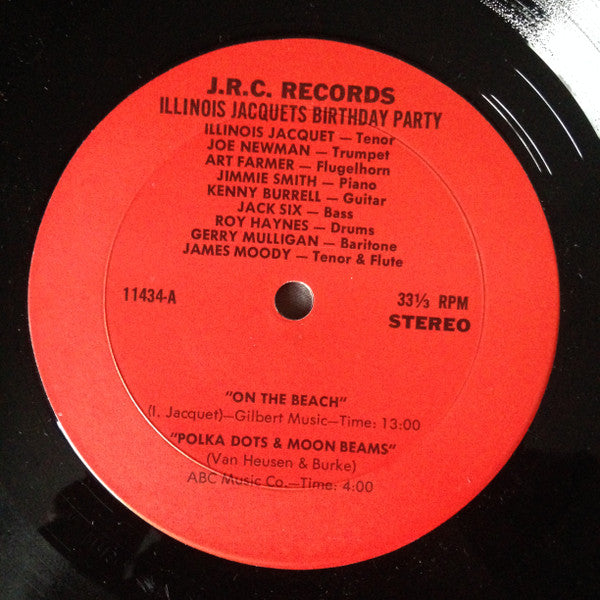 J.R.C. RECORDS
ILLINOIS JACQUETS BIRTHDAY PARTY
ILLINOIS JACQUET — Tenor
JOE NEWMAN — Trumpet
ART FARMER — Flugelhorn
JIMMIE SMITH — Piano
KENNY BURRELL — Guitar
JACK SIX — Bass
ROY HAYNES — Drums
GERRY MULLIGAN — Baritone
JAMES MOODY — Tenor & Flute
11434-A
33⅓ RPM
STEREO
"ON THE BEACH"
(I. Jacquet)—Gilbert Music—Time: 13:00
"POLKA DOTS & MOON BEAMS"
(Van Heusen & Burke)
ABC Music Co.—Time: 4:00